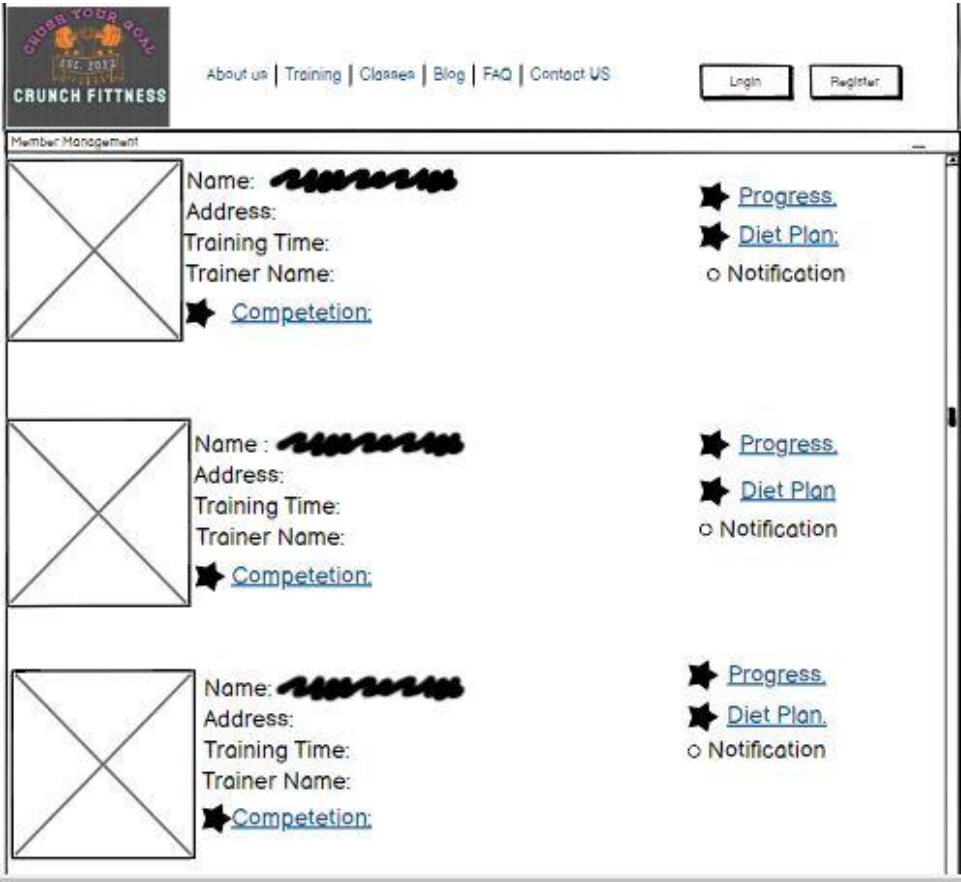 CRUSH YOUR GOAL
EST. 2012
CRUNCH FITTNESS
About us | Training | Classes | Blog | FAQ | Contact US
Login
Register
Member Management
Name:
Address:
Training Time:
Trainer Name:
Competetion:
Progress.
Diet Plan:
Notification
Name :
Address:
Training Time:
Trainer Name:
Competetion:
Progress.
Diet Plan
Notification
Name:
Address:
Training Time:
Trainer Name:
Competetion:
Progress.
Diet Plan.
Notification